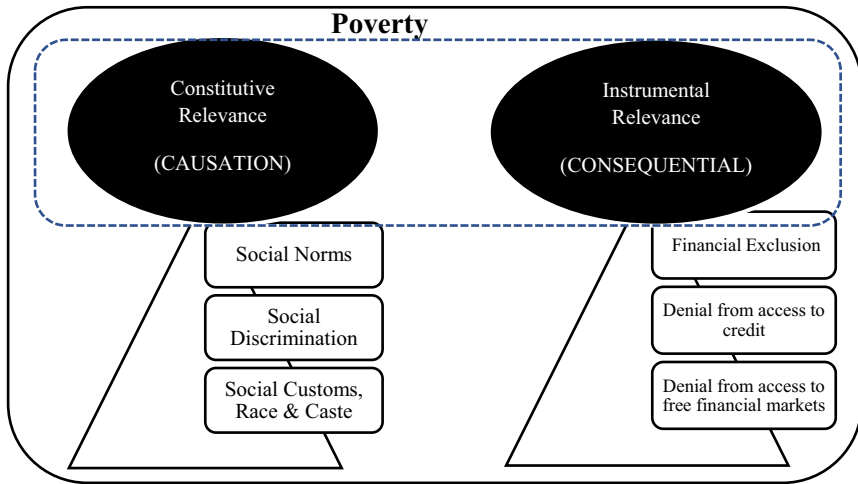 Poverty
Constitutive
Relevance
(CAUSATION)
Instrumental
Relevance
(CONSEQUENTIAL)
Social Norms
Social
Discrimination
Social Customs,
Race & Caste
Financial Exclusion
Denial from access to
credit
Denial from access to
free financial markets